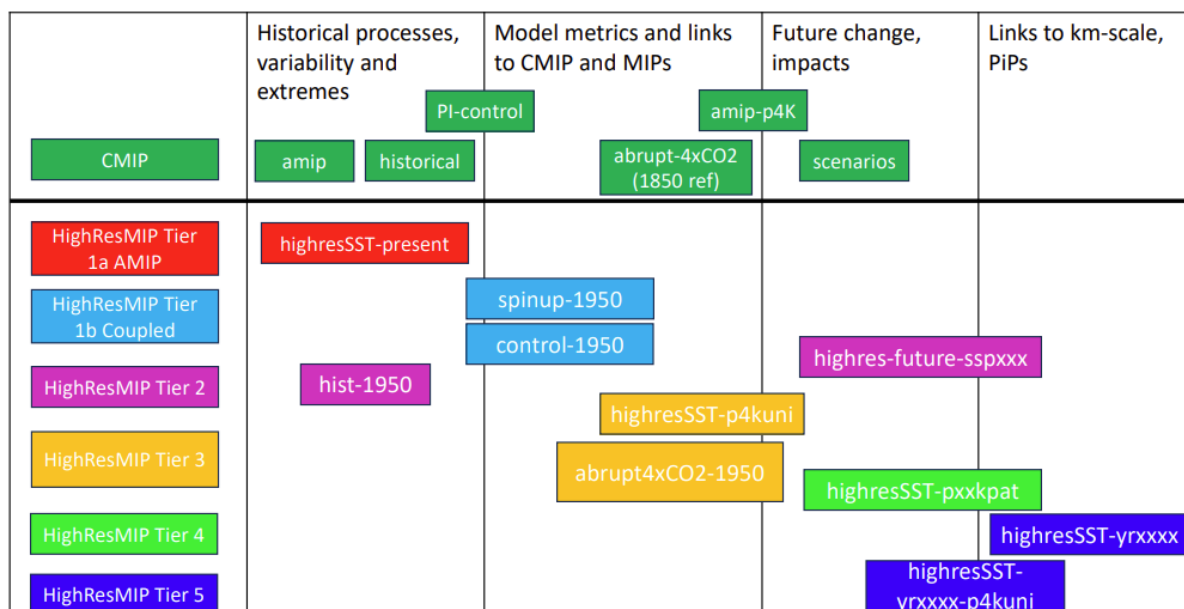 Historical processes,
variability and
extremes
Model metrics and links
to CMIP and MIPs
Future change,
impacts
Links to km-scale,
PiPs
PI-control
amip-p4K
CMIP
amip
historical
abrupt-4xCO2
(1850 ref)
scenarios
HighResMIP Tier
1a AMIP
highresSST-present
HighResMIP Tier
1b Coupled
spinup-1950
control-1950
highres-future-sspxxx
HighResMIP Tier 2
hist-1950
highresSST-p4kuni
HighResMIP Tier 3
abrupt4xCO2-1950
highresSST-pxxkpat
HighResMIP Tier 4
highresSST-yrxxxx
HighResMIP Tier 5
highresSST-
yrxxxx-p4kuni